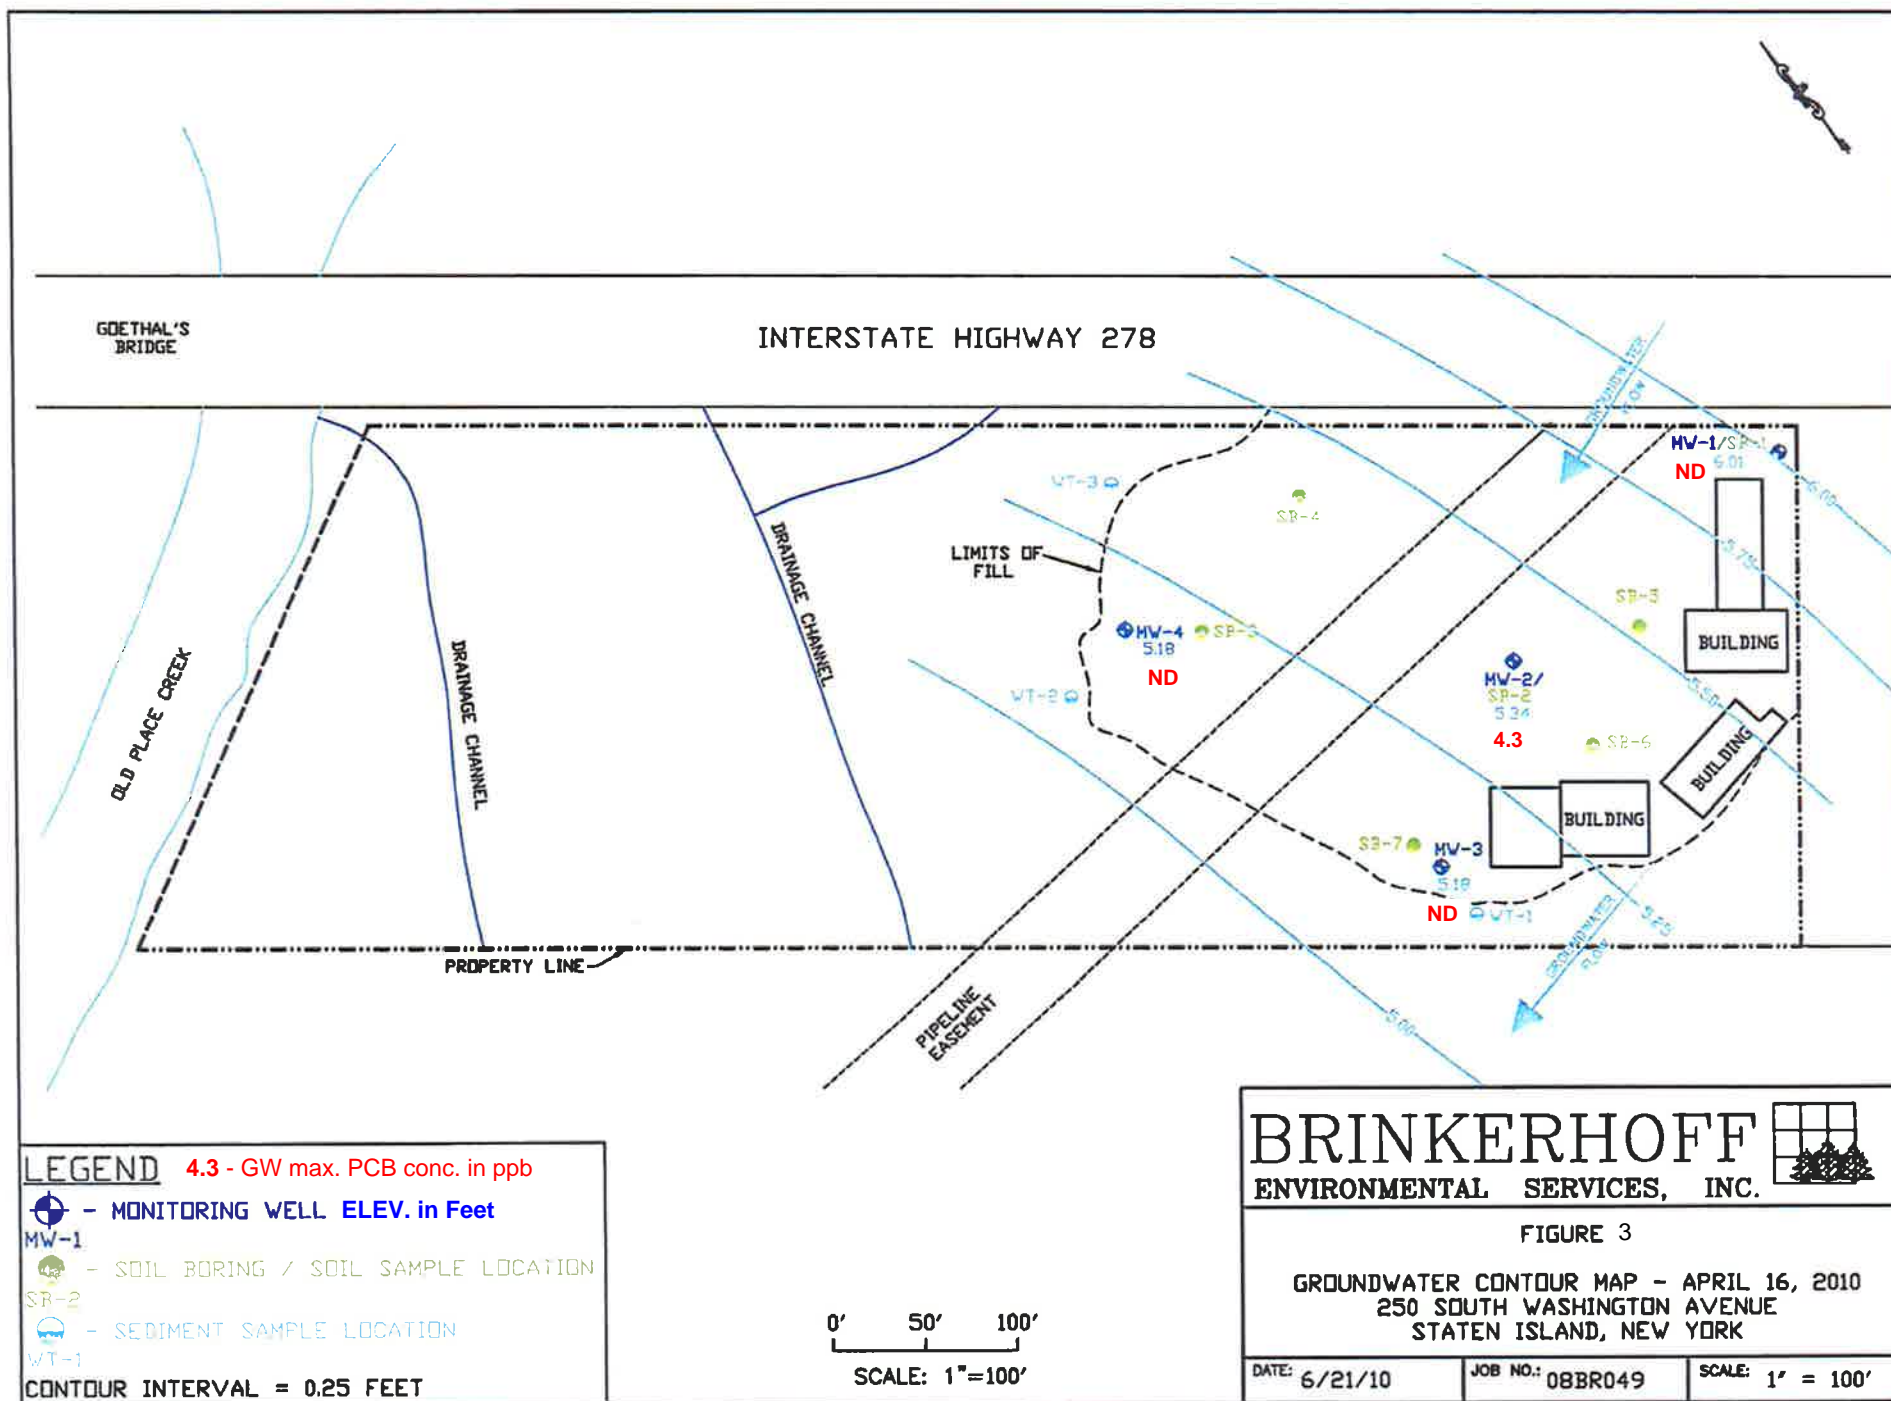 GOETHAL'S
BRIDGE
INTERSTATE HIGHWAY 278
GROUNDWATER
FLOW
MW-1/SB-1
6.01
ND
6.00
WT-3
SB-4
DRAINAGE CHANNEL
LIMITS OF
FILL
5.75
SB-3
BUILDING
MW-4
5.18
ND
MW-2/
SB-2
5.34
4.3
5.50
OLD PLACE CREEK
DRAINAGE CHANNEL
WT-2
SB-6
BUILDING
BUILDING
SB-7
MW-3
5.18
ND
WT-1
5.25
GROUNDWATER
FLOW
PROPERTY LINE
PIPELINE
EASEMENT
5.00
LEGEND 4.3 - GW max. PCB conc. in ppb
- MONITORING WELL ELEV. in Feet
MW-1
- SOIL BORING / SOIL SAMPLE LOCATION
SB-2
- SEDIMENT SAMPLE LOCATION
WT-1
CONTOUR INTERVAL = 0.25 FEET
0' 50' 100'
SCALE: 1"=100'
BRINKERHOFF
ENVIRONMENTAL SERVICES, INC.
FIGURE 3
GROUNDWATER CONTOUR MAP - APRIL 16, 2010
250 SOUTH WASHINGTON AVENUE
STATEN ISLAND, NEW YORK
DATE: 6/21/10
JOB NO.: 08BR049
SCALE: 1" = 100'